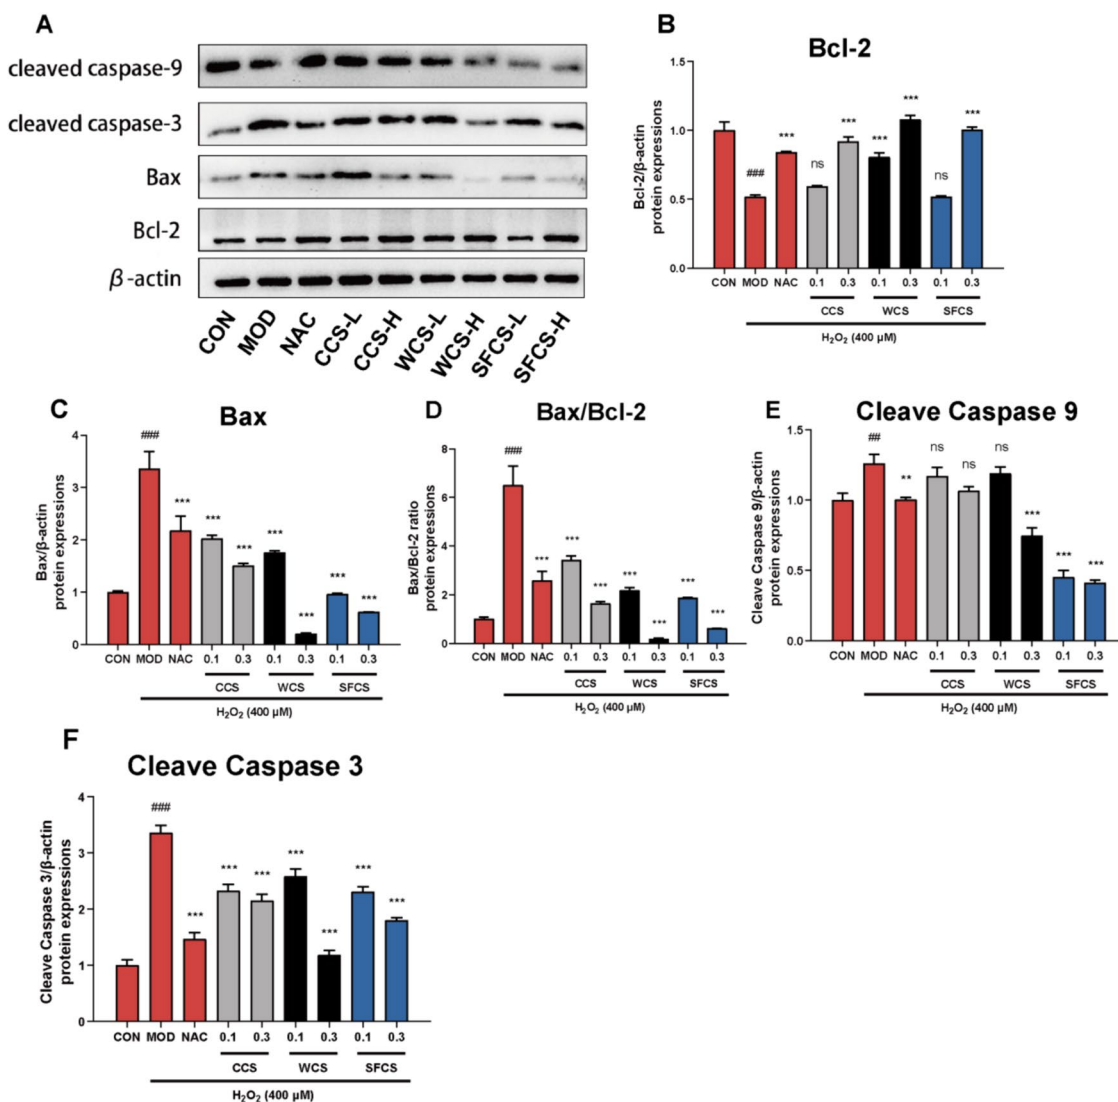 A
cleaved caspase-9
cleaved caspase-3
Bax
Bcl-2
β-actin
CON MOD NAC CCS-L CCS-H WCS-L WCS-H SFCS-L SFCS-H
B
Bcl-2
Bcl-2/β-actin
protein expressions
1.5
1.0
0.5
0.0
### *** ns *** *** *** ns ***
CON MOD NAC 0.1 0.3 0.1 0.3 0.1 0.3
CCS WCS SFCS
H₂O₂ (400 μM)
C
Bax
Bax/β-actin
protein expressions
4
3
2
1
0
### *** *** *** *** *** *** ***
CON MOD NAC 0.1 0.3 0.1 0.3 0.1 0.3
CCS WCS SFCS
H₂O₂ (400 μM)
D
Bax/Bcl-2
Bax/Bcl-2 ratio
protein expressions
8
6
4
2
0
### *** *** *** *** *** *** ***
CON MOD NAC 0.1 0.3 0.1 0.3 0.1 0.3
CCS WCS SFCS
H₂O₂ (400 μM)
E
Cleave Caspase 9
Cleave Caspase 9/β-actin
protein expressions
1.5
1.0
0.5
0.0
## ** ns ns ns *** *** ***
CON MOD NAC 0.1 0.3 0.1 0.3 0.1 0.3
CCS WCS SFCS
H₂O₂ (400 μM)
F
Cleave Caspase 3
Cleave Caspase 3/β-actin
protein expressions
4
3
2
1
0
### *** *** *** *** *** *** ***
CON MOD NAC 0.1 0.3 0.1 0.3 0.1 0.3
CCS WCS SFCS
H₂O₂ (400 μM)